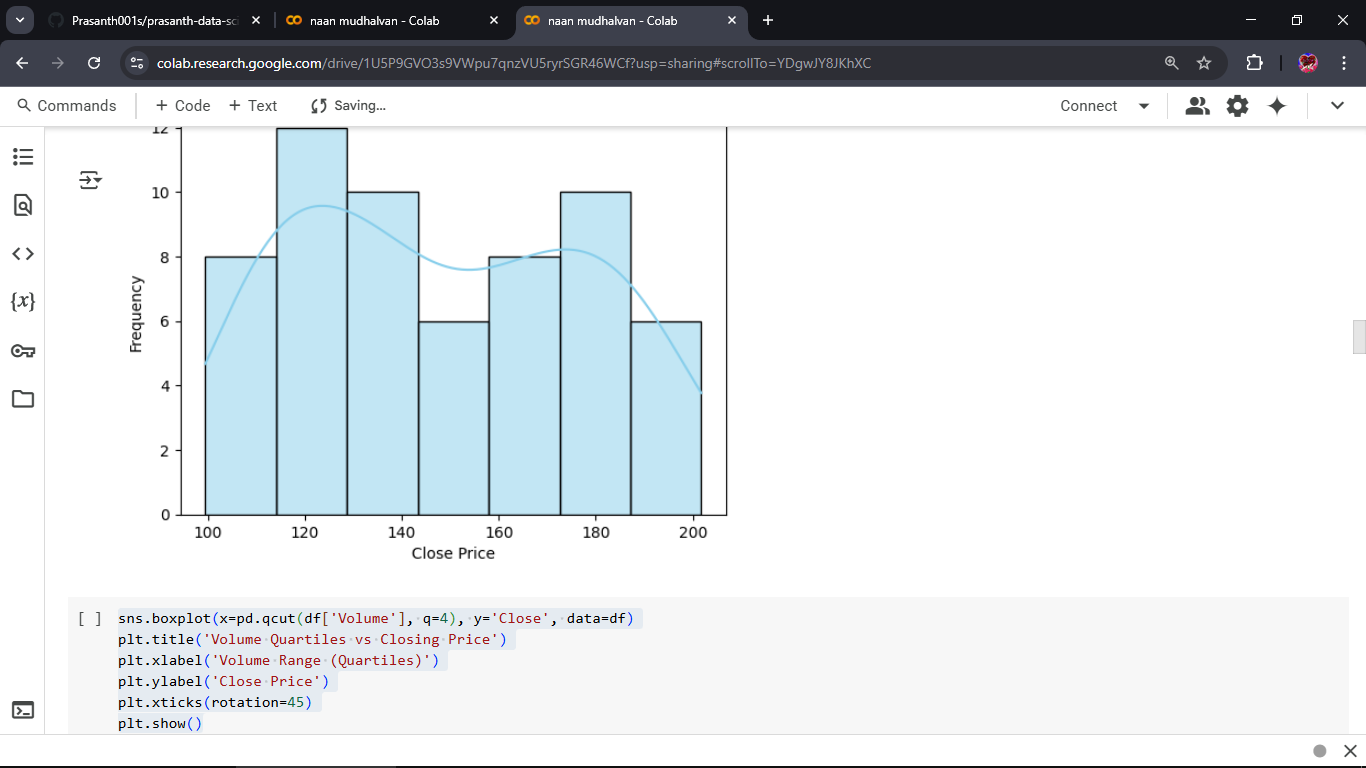 Prasanth001s/prasanth-data-sc
naan mudhalvan - Colab
naan mudhalvan - Colab
colab.research.google.com/drive/1U5P9GVO3s9VWpu7qnzVU5ryrSGR46WCf?usp=sharing#scrollTo=YDgwJY8JKhXC
Commands
+ Code
+ Text
Saving...
Connect
12
10
8
6
4
2
0
Frequency
100 120 140 160 180 200
Close Price
[ ] sns.boxplot(x=pd.qcut(df['Volume'], q=4), y='Close', data=df)
plt.title('Volume Quartiles vs Closing Price')
plt.xlabel('Volume Range (Quartiles)')
plt.ylabel('Close Price')
plt.xticks(rotation=45)
plt.show()